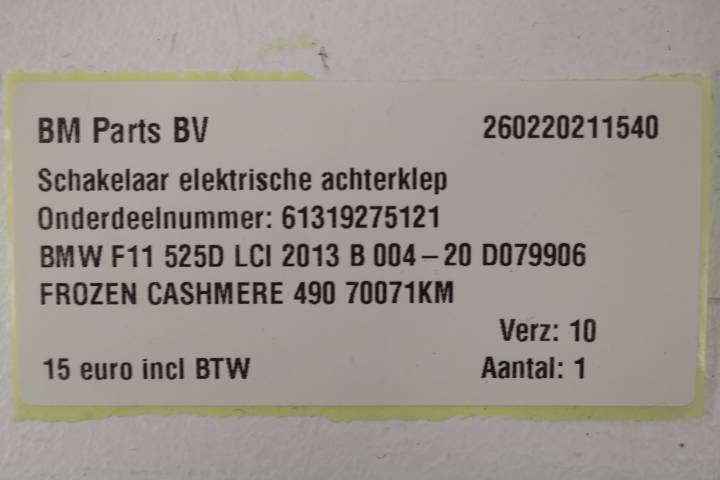 BM Parts BV 260220211540
Schakelaar elektrische achterklep
Onderdeelnummer: 61319275121
BMW F11 525D LCI 2013 B 004-20 D079906
FROZEN CASHMERE 490 70071KM
Verz: 10
15 euro incl BTW Aantal: 1